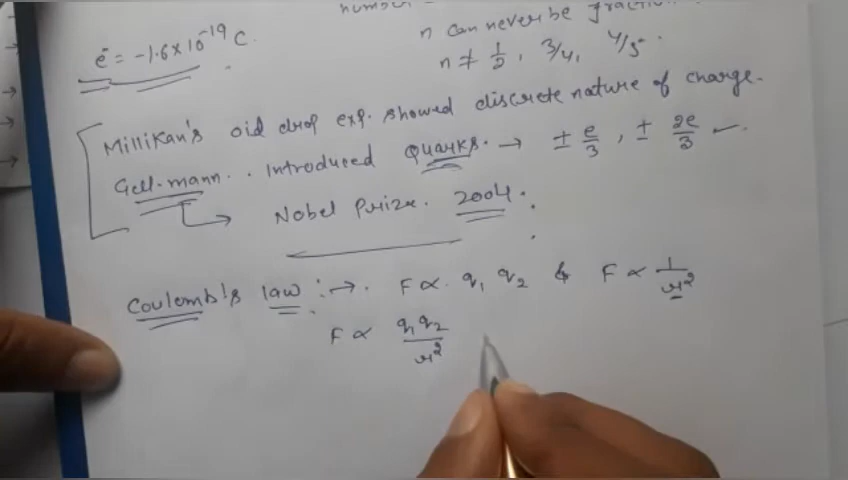 number
n can never be fraction
e⁻ = -1.6×10⁻¹⁹ C.
n ≠ 1/2, 3/4, 4/5.
Millikan's oid drop exp. showed discrete nature of charge.
Gell-mann.. Introduced Quarks. → ± e/3, ± 2e/3
Nobel Prize. 2004.
Coulomb's law :→. F ∝. q₁ q₂ & F ∝ 1/r²
F ∝ q₁q₂/r²